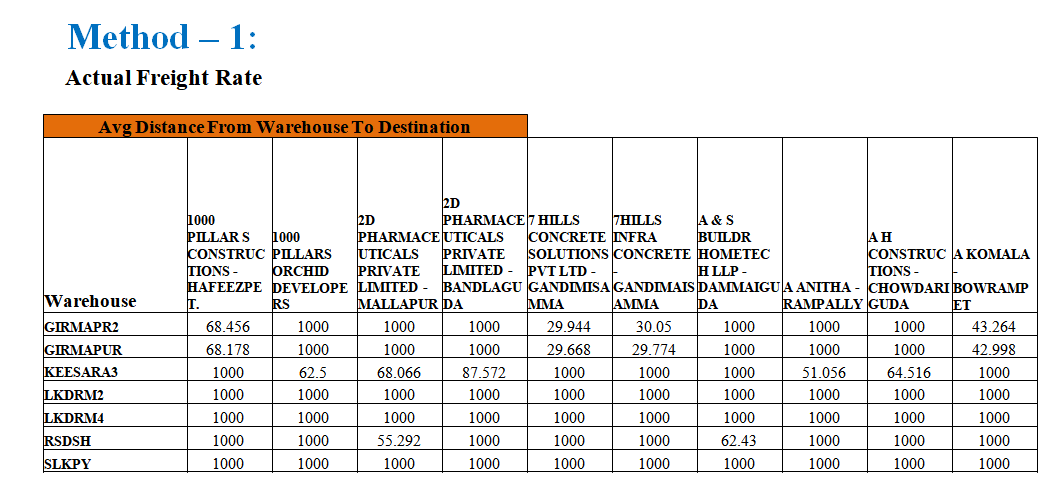 Method – 1:
Actual Freight Rate
Avg Distance From Warehouse To Destination
Warehouse | 1000 PILLAR S CONSTRUC TIONS - HAFEEZPE T. | 1000 PILLARS ORCHID DEVELOPE RS | 2D PHARMACE UTICALS PRIVATE LIMITED - MALLAPUR | 2D PHARMACE UTICALS PRIVATE LIMITED - BANDLAGU DA | 7 HILLS CONCRETE SOLUTIONS PVT LTD - GANDIMISA MMA | 7HILLS INFRA CONCRETE - GANDIMAIS AMMA | A & S BUILDR HOMETEC H LLP - DAMMAIGU DA | A ANITHA - RAMPALLY | A H CONSTRUC TIONS - CHOWDARI GUDA | A KOMALA - BOWRAMP ET
GIRMAPR2 68.456 1000 1000 1000 29.944 30.05 1000 1000 1000 43.264
GIRMAPUR 68.178 1000 1000 1000 29.668 29.774 1000 1000 1000 42.998
KEESARA3 1000 62.5 68.066 87.572 1000 1000 1000 51.056 64.516 1000
LKDRM2 1000 1000 1000 1000 1000 1000 1000 1000 1000 1000
LKDRM4 1000 1000 1000 1000 1000 1000 1000 1000 1000 1000
RSDSH 1000 1000 55.292 1000 1000 1000 62.43 1000 1000 1000
SLKPY 1000 1000 1000 1000 1000 1000 1000 1000 1000 1000